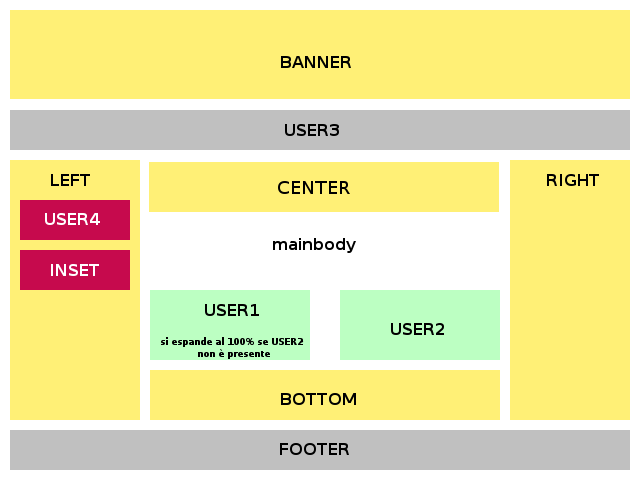 BANNER
USER3
LEFT
USER4
INSET
CENTER
mainbody
USER1
si espande al 100% se USER2
non è presente
USER2
BOTTOM
RIGHT
FOOTER